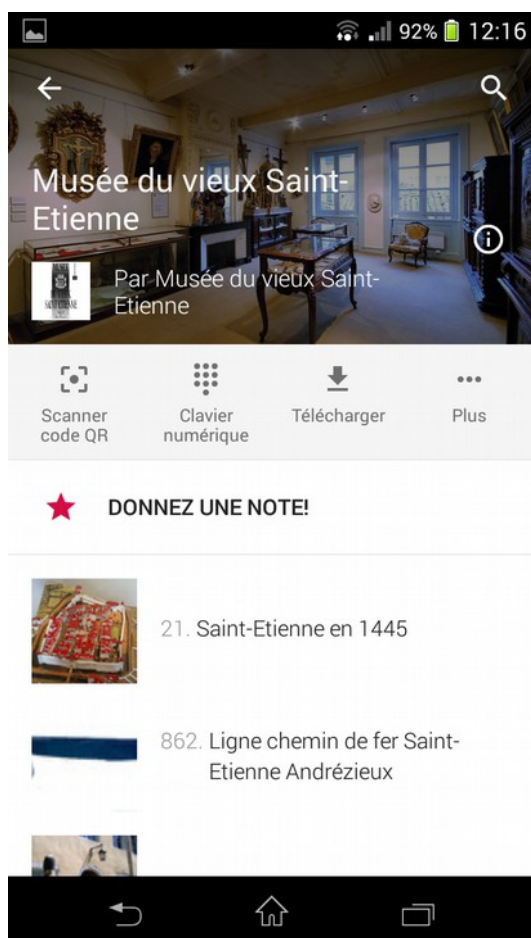 92% 12:16
Musée du vieux Saint-
Etienne
Par Musée du vieux Saint-
Etienne
Scanner
code QR
Clavier
numérique
Télécharger
Plus
DONNEZ UNE NOTE!
21. Saint-Etienne en 1445
862. Ligne chemin de fer Saint-
Etienne Andrézieux